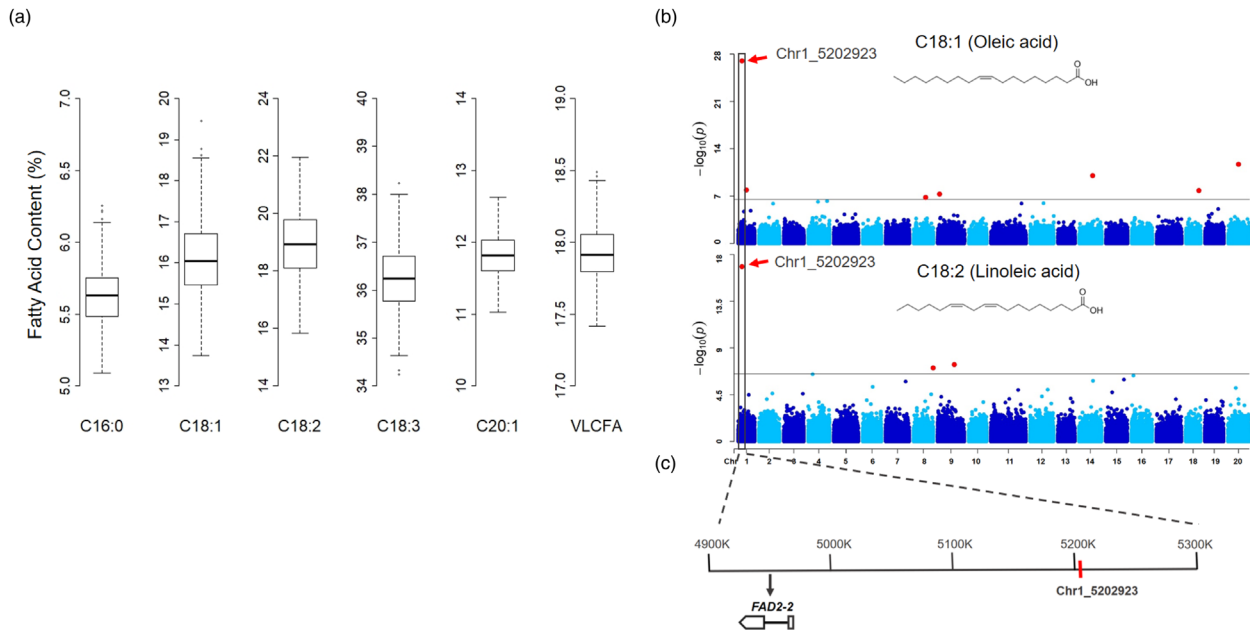 (a)
Fatty Acid Content (%)
7.0
6.5
6.0
5.5
5.0
C16:0
20
19
18
17
16
15
14
13
C18:1
24
22
20
18
16
14
C18:2
40
39
38
37
36
35
34
C18:3
14
13
12
11
10
C20:1
19.0
18.5
18.0
17.5
17.0
VLCFA
(b)
C18:1 (Oleic acid)
Chr1_5202923
O
OH
−log10(p)
28
21
14
7
0
C18:2 (Linoleic acid)
Chr1_5202923
O
OH
−log10(p)
18
13.5
9
4.5
0
Chr 1 2 3 4 5 6 7 8 9 10 11 12 13 14 15 16 17 18 19 20
(c)
4900K 5000K 5100K 5200K 5300K
Chr1_5202923
FAD2-2